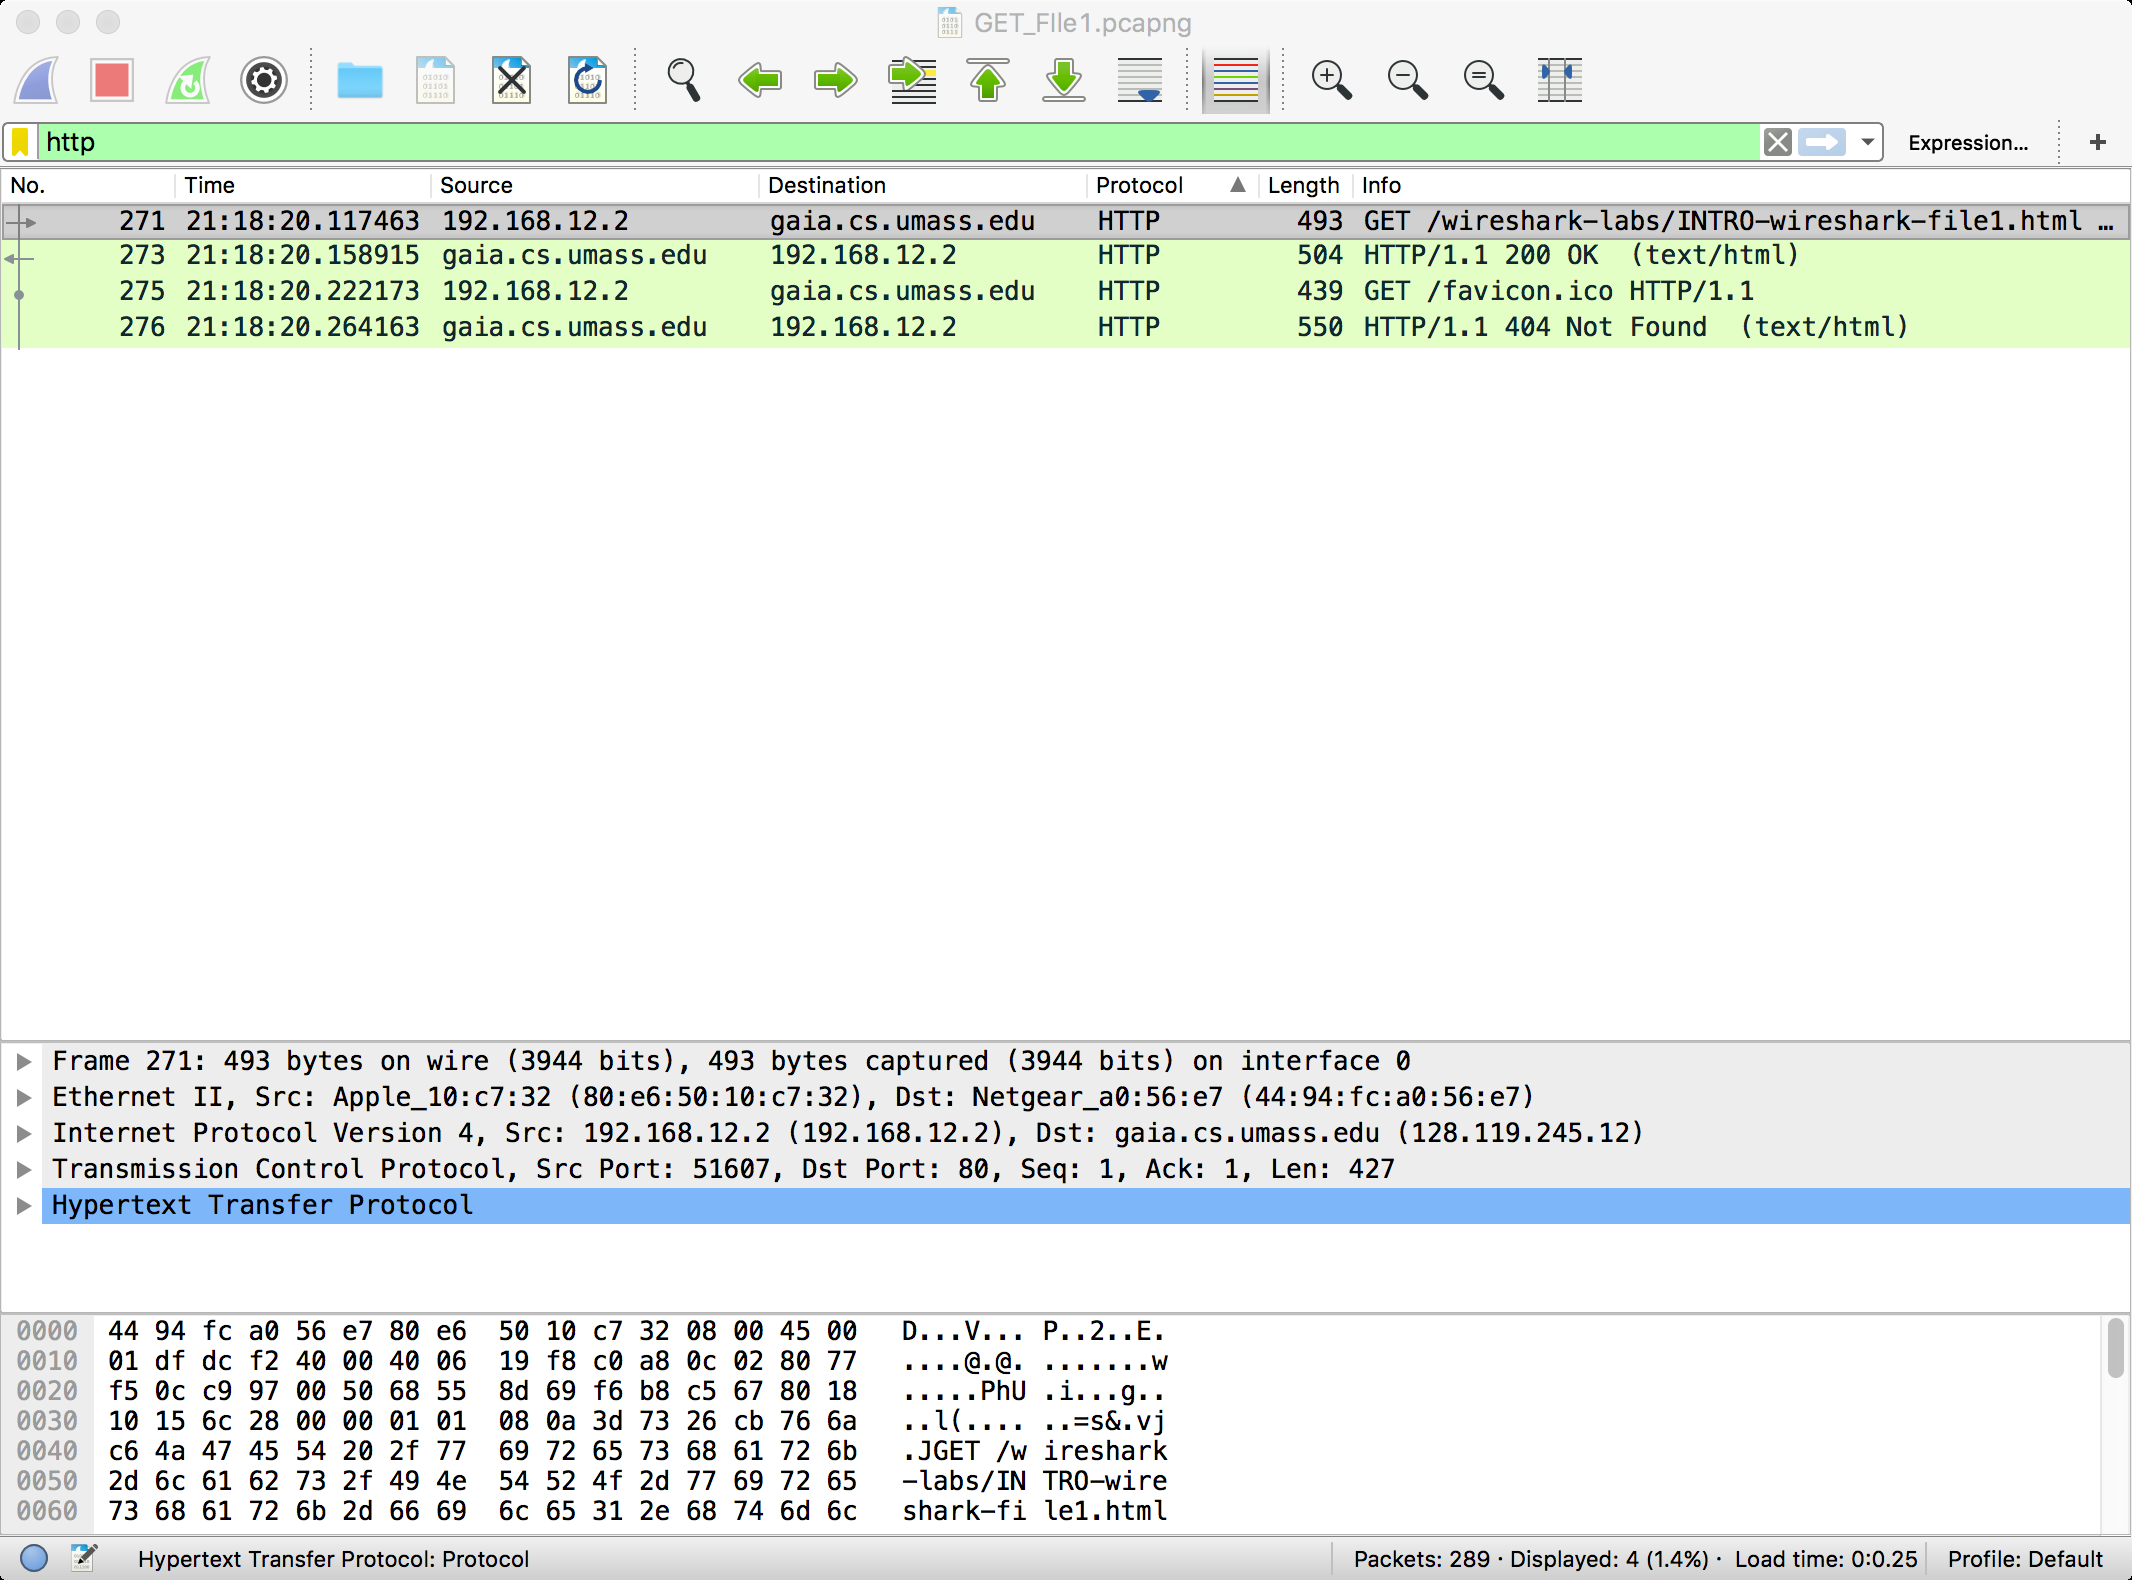 GET_FIle1.pcapng
http
Expression... +
No. Time Source Destination Protocol Length Info
271 21:18:20.117463 192.168.12.2 gaia.cs.umass.edu HTTP 493 GET /wireshark-labs/INTRO-wireshark-file1.html …
273 21:18:20.158915 gaia.cs.umass.edu 192.168.12.2 HTTP 504 HTTP/1.1 200 OK (text/html)
275 21:18:20.222173 192.168.12.2 gaia.cs.umass.edu HTTP 439 GET /favicon.ico HTTP/1.1
276 21:18:20.264163 gaia.cs.umass.edu 192.168.12.2 HTTP 550 HTTP/1.1 404 Not Found (text/html)
Frame 271: 493 bytes on wire (3944 bits), 493 bytes captured (3944 bits) on interface 0
Ethernet II, Src: Apple_10:c7:32 (80:e6:50:10:c7:32), Dst: Netgear_a0:56:e7 (44:94:fc:a0:56:e7)
Internet Protocol Version 4, Src: 192.168.12.2 (192.168.12.2), Dst: gaia.cs.umass.edu (128.119.245.12)
Transmission Control Protocol, Src Port: 51607, Dst Port: 80, Seq: 1, Ack: 1, Len: 427
Hypertext Transfer Protocol
0000 44 94 fc a0 56 e7 80 e6 50 10 c7 32 08 00 45 00 D...V... P..2..E.
0010 01 df dc f2 40 00 40 06 19 f8 c0 a8 0c 02 80 77 ....@.@. .......w
0020 f5 0c c9 97 00 50 68 55 8d 69 f6 b8 c5 67 80 18 .....PhU .i...g..
0030 10 15 6c 28 00 00 01 01 08 0a 3d 73 26 cb 76 6a ..l(.... ..=s&.vj
0040 c6 4a 47 45 54 20 2f 77 69 72 65 73 68 61 72 6b .JGET /w ireshark
0050 2d 6c 61 62 73 2f 49 4e 54 52 4f 2d 77 69 72 65 -labs/IN TRO-wire
0060 73 68 61 72 6b 2d 66 69 6c 65 31 2e 68 74 6d 6c shark-fi le1.html
Hypertext Transfer Protocol: Protocol Packets: 289 · Displayed: 4 (1.4%) · Load time: 0:0.25 Profile: Default